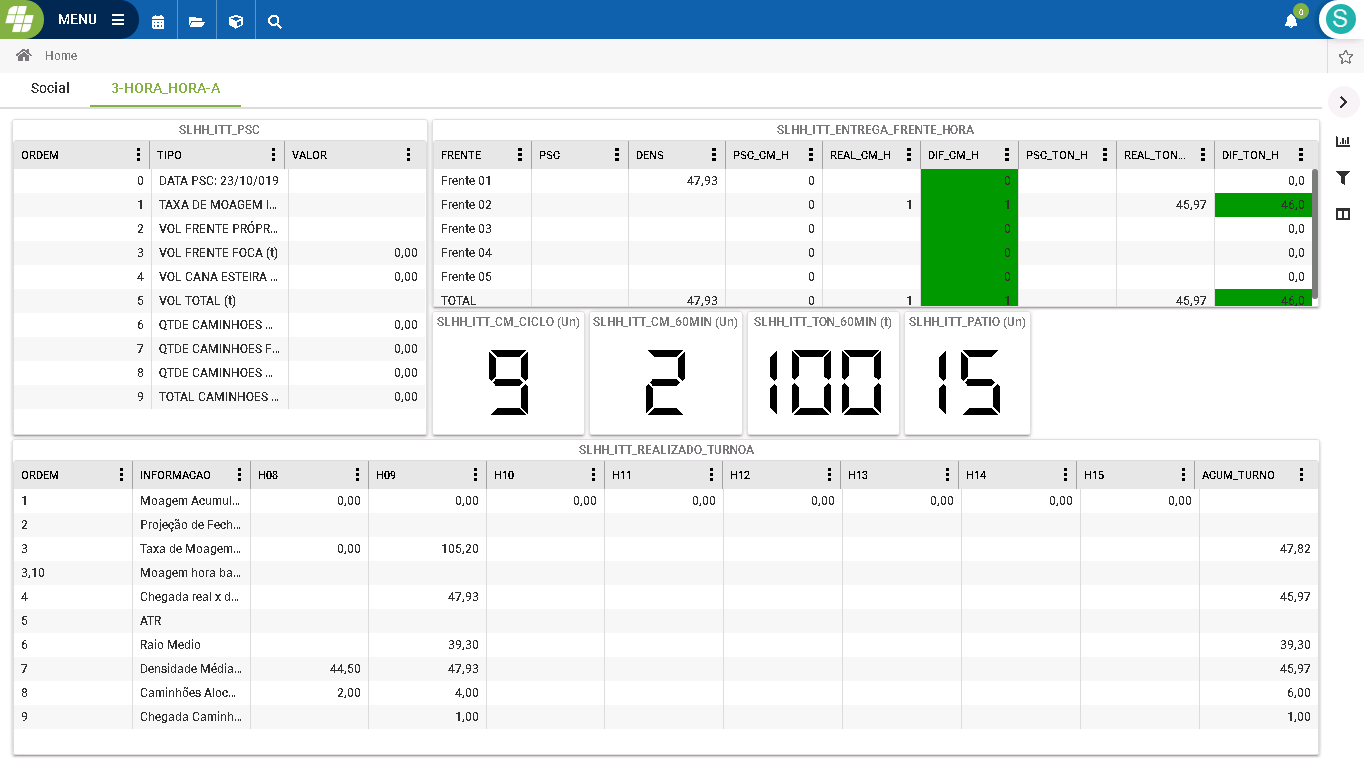 MENU
0
S
Home
Social 3-HORA_HORA-A
SLHH_ITT_PSC
ORDEM TIPO VALOR
0 DATA PSC: 23/10/019
1 TAXA DE MOAGEM I...
2 VOL FRENTE PRÓPR...
3 VOL FRENTE FOCA (t) 0,00
4 VOL CANA ESTEIRA ... 0,00
5 VOL TOTAL (t)
6 QTDE CAMINHOES ... 0,00
7 QTDE CAMINHOES F... 0,00
8 QTDE CAMINHOES ... 0,00
9 TOTAL CAMINHOES ... 0,00
SLHH_ITT_ENTREGA_FRENTE_HORA
FRENTE PSC DENS PSC_CM_H REAL_CM_H DIF_CM_H PSC_TON_H REAL_TON... DIF_TON_H
Frente 01 47,93 0 0 0,0
Frente 02 0 1 1 45,97 46,0
Frente 03 0 0 0,0
Frente 04 0 0 0,0
Frente 05 0 0 0,0
TOTAL 47,93 0 1 1 45,97 46,0
SLHH_ITT_CM_CICLO (Un) SLHH_ITT_CM_60MIN (Un) SLHH_ITT_TON_60MIN (t) SLHH_ITT_PATIO (Un)
9 2 100 15
SLHH_ITT_REALIZADO_TURNOA
ORDEM INFORMACAO H08 H09 H10 H11 H12 H13 H14 H15 ACUM_TURNO
1 Moagem Acumul... 0,00 0,00 0,00 0,00 0,00 0,00 0,00 0,00
2 Projeção de Fech...
3 Taxa de Moagem... 0,00 105,20 47,82
3,10 Moagem hora ba...
4 Chegada real x d... 47,93 45,97
5 ATR
6 Raio Medio 39,30 39,30
7 Densidade Média... 44,50 47,93 45,97
8 Caminhões Aloc... 2,00 4,00 6,00
9 Chegada Caminh... 1,00 1,00